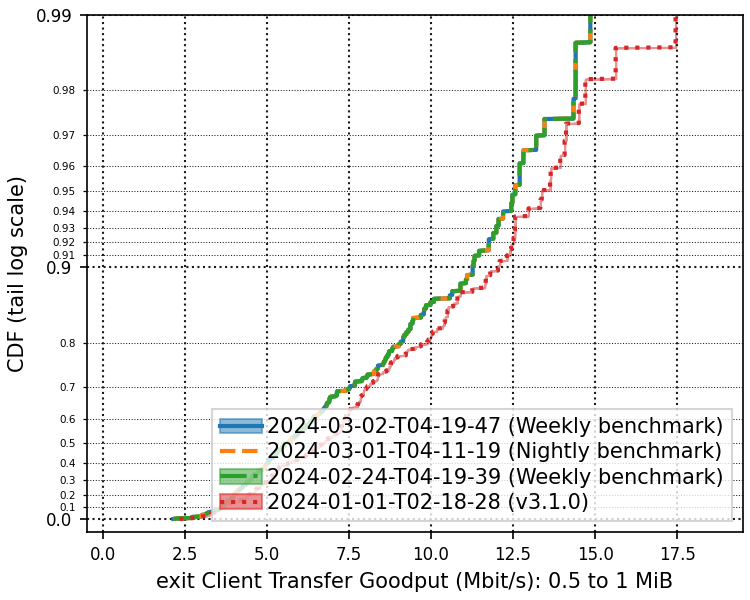 0.99
0.98
0.97
0.96
0.95
0.94
0.93
0.92
0.91
0.9
0.8
0.7
0.6
0.5
0.4
0.3
0.2
0.1
0.0
CDF (tail log scale)
2024-03-02-T04-19-47 (Weekly benchmark)
2024-03-01-T04-11-19 (Nightly benchmark)
2024-02-24-T04-19-39 (Weekly benchmark)
2024-01-01-T02-18-28 (v3.1.0)
0.0 2.5 5.0 7.5 10.0 12.5 15.0 17.5
exit Client Transfer Goodput (Mbit/s): 0.5 to 1 MiB